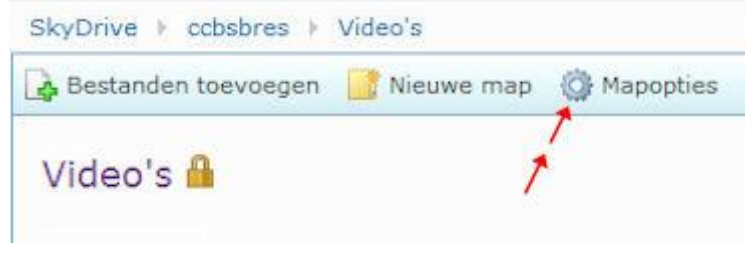 SkyDrive ccbsbres Video's
Bestanden toevoegen Nieuwe map Mapopties
Video's